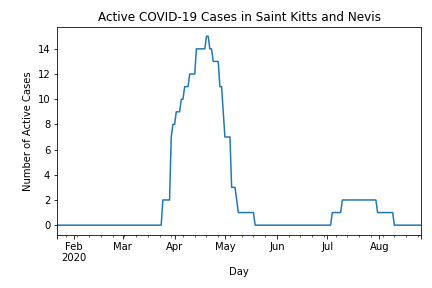 Active COVID-19 Cases in Saint Kitts and Nevis
Number of Active Cases
14
12
10
8
6
4
2
0
Feb Mar Apr May Jun Jul Aug
2020
Day